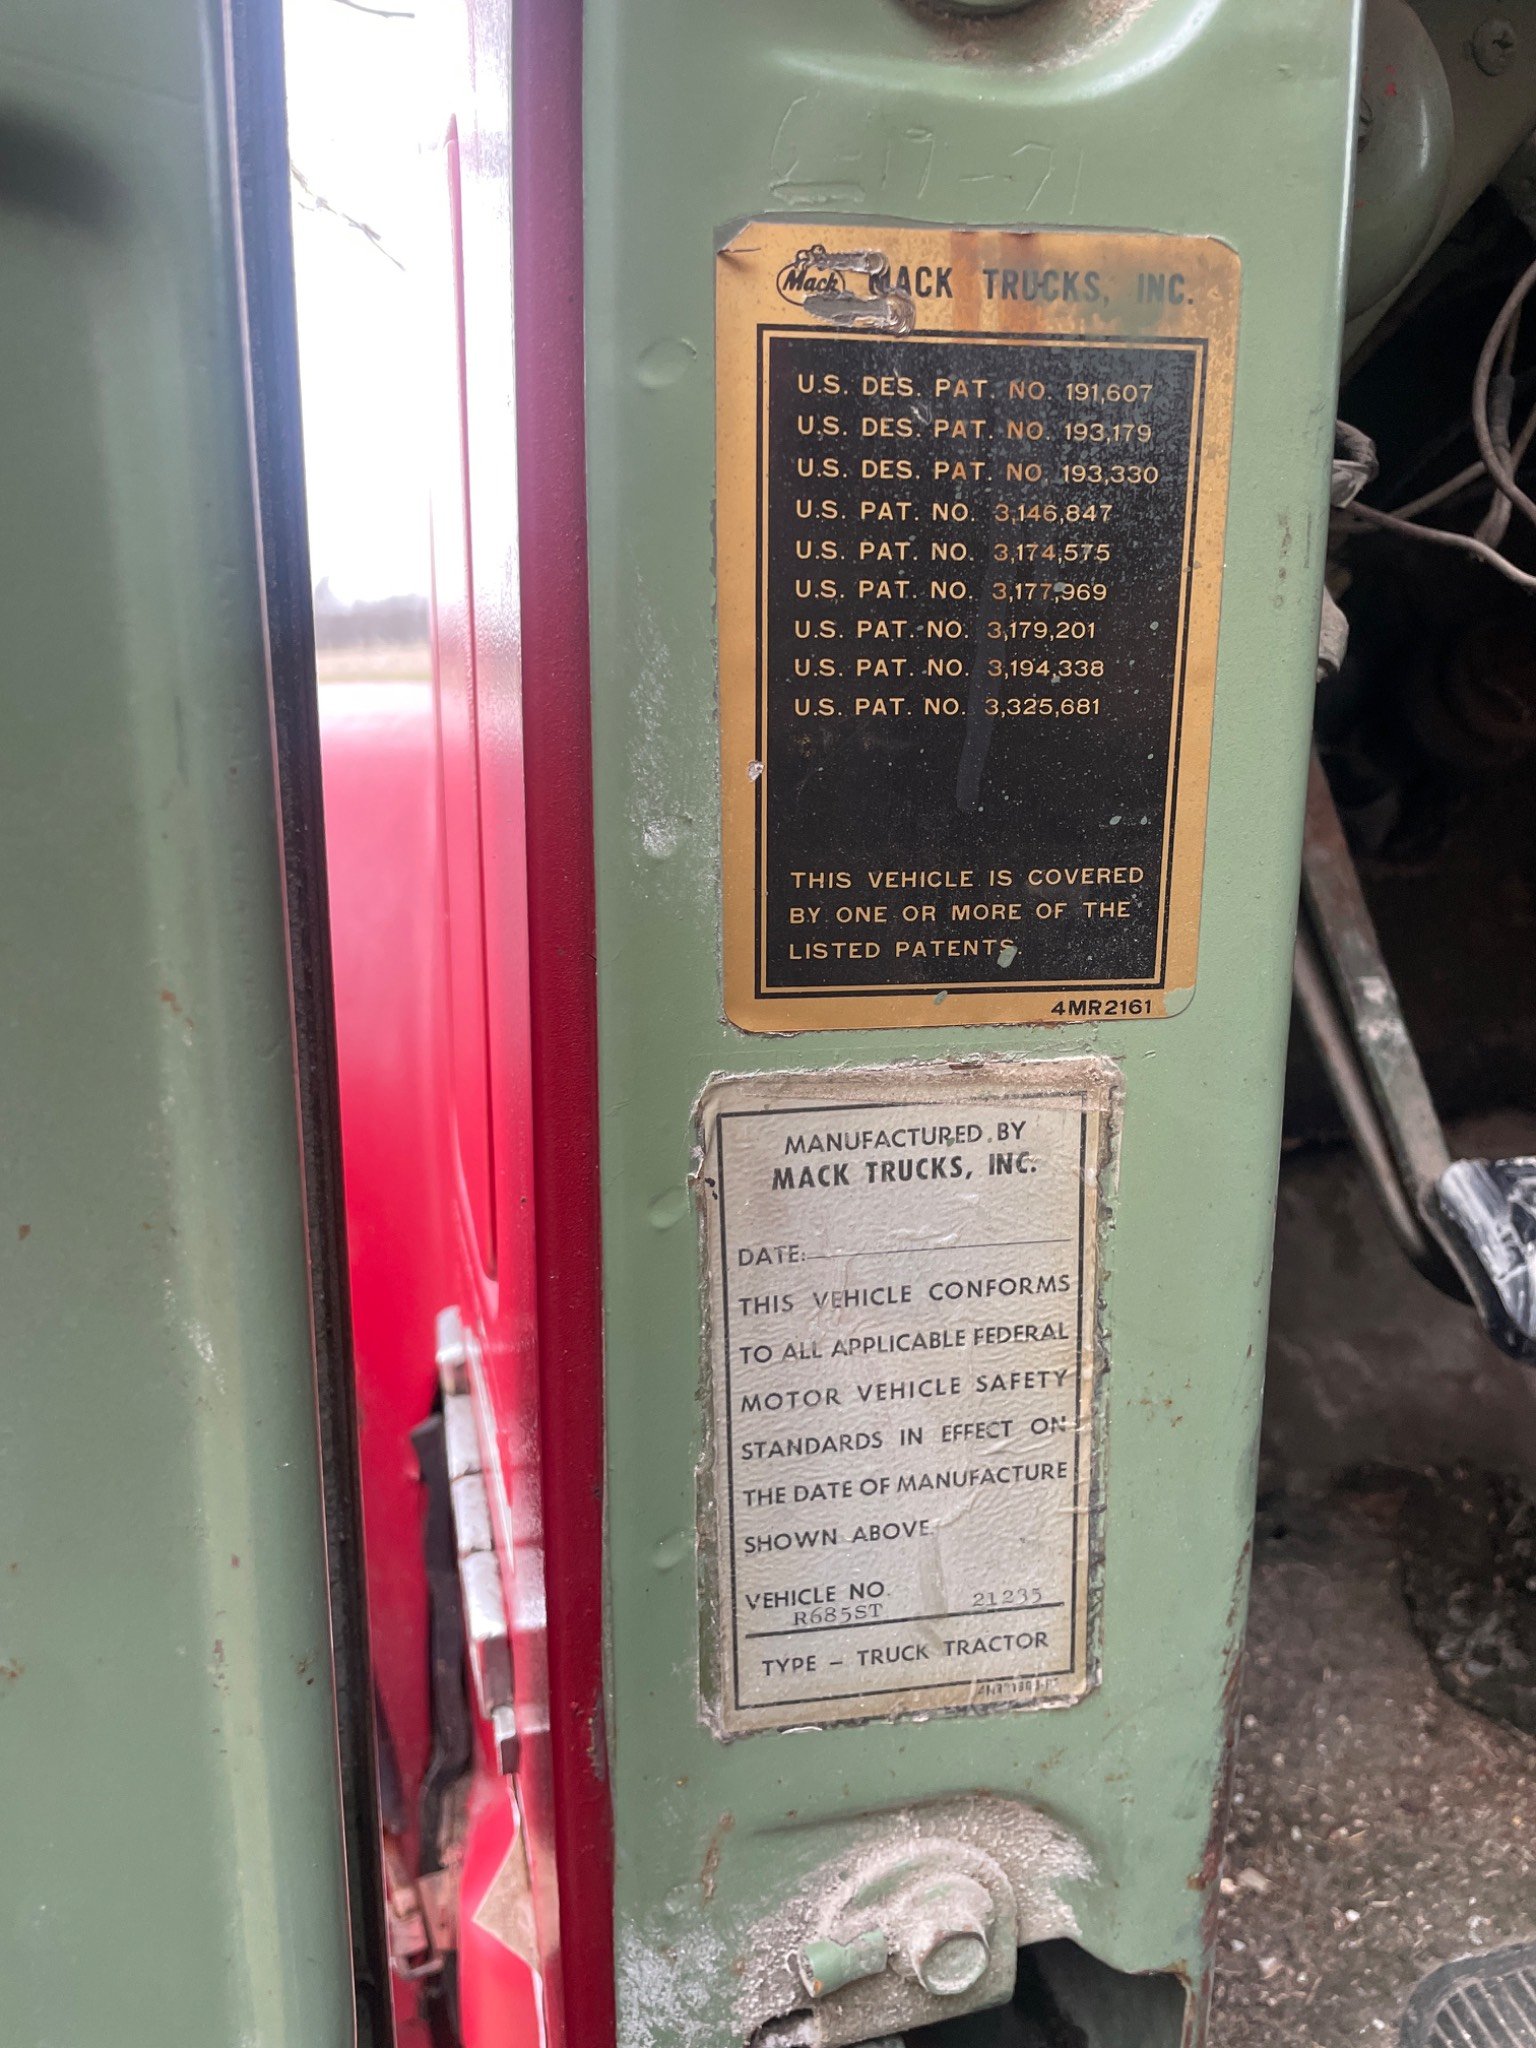 -17-71
Mack MACK TRUCKS, INC.
U.S. DES. PAT. NO. 191,607
U.S. DES. PAT. NO. 193,179
U.S. DES. PAT. NO. 193,330
U.S. PAT. NO. 3,146,847
U.S. PAT. NO. 3,174,575
U.S. PAT. NO. 3,177,969
U.S. PAT. NO. 3,179,201
U.S. PAT. NO. 3,194,338
U.S. PAT. NO. 3,325,681
THIS VEHICLE IS COVERED
BY ONE OR MORE OF THE
LISTED PATENTS.
4MR2161
MANUFACTURED BY
MACK TRUCKS, INC.
DATE:
THIS VEHICLE CONFORMS
TO ALL APPLICABLE FEDERAL
MOTOR VEHICLE SAFETY
STANDARDS IN EFFECT ON
THE DATE OF MANUFACTURE
SHOWN ABOVE.
VEHICLE NO.
R685ST 21235
TYPE – TRUCK TRACTOR